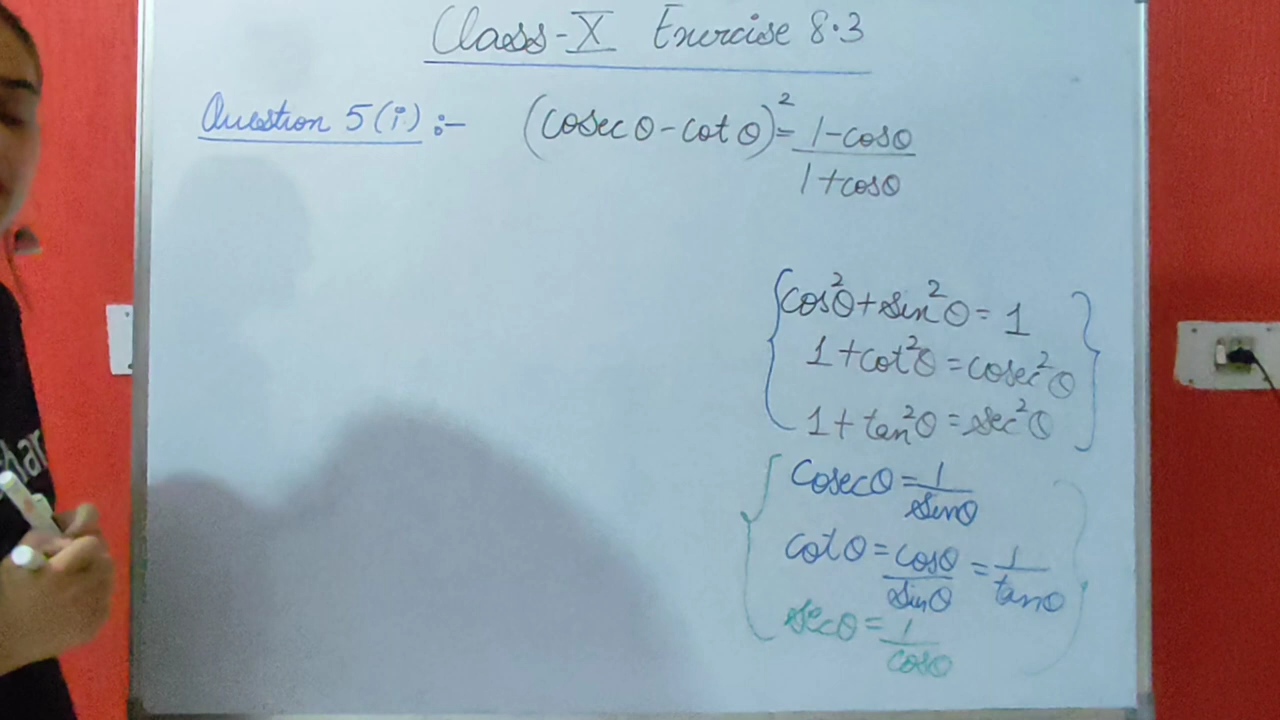 Class-X Exercise 8.3
Question 5(i) :- (cosec θ - cot θ)² = 1-cosθ / 1+cosθ
cos²θ + sin²θ = 1
1 + cot²θ = cosec²θ
1 + tan²θ = sec²θ
Cosecθ = 1/sinθ
cotθ = cosθ/sinθ = 1/tanθ
secθ = 1/cosθ